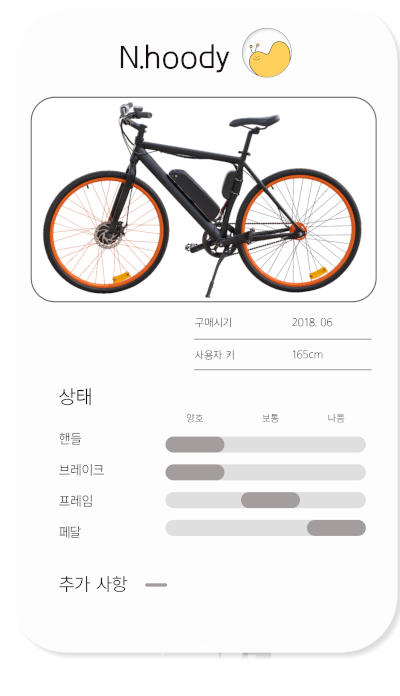 N.hoody
구매시기 2018. 06
사용자 키 165cm
상태
양호 보통 나쁨
핸들
브레이크
프레임
페달
추가 사항